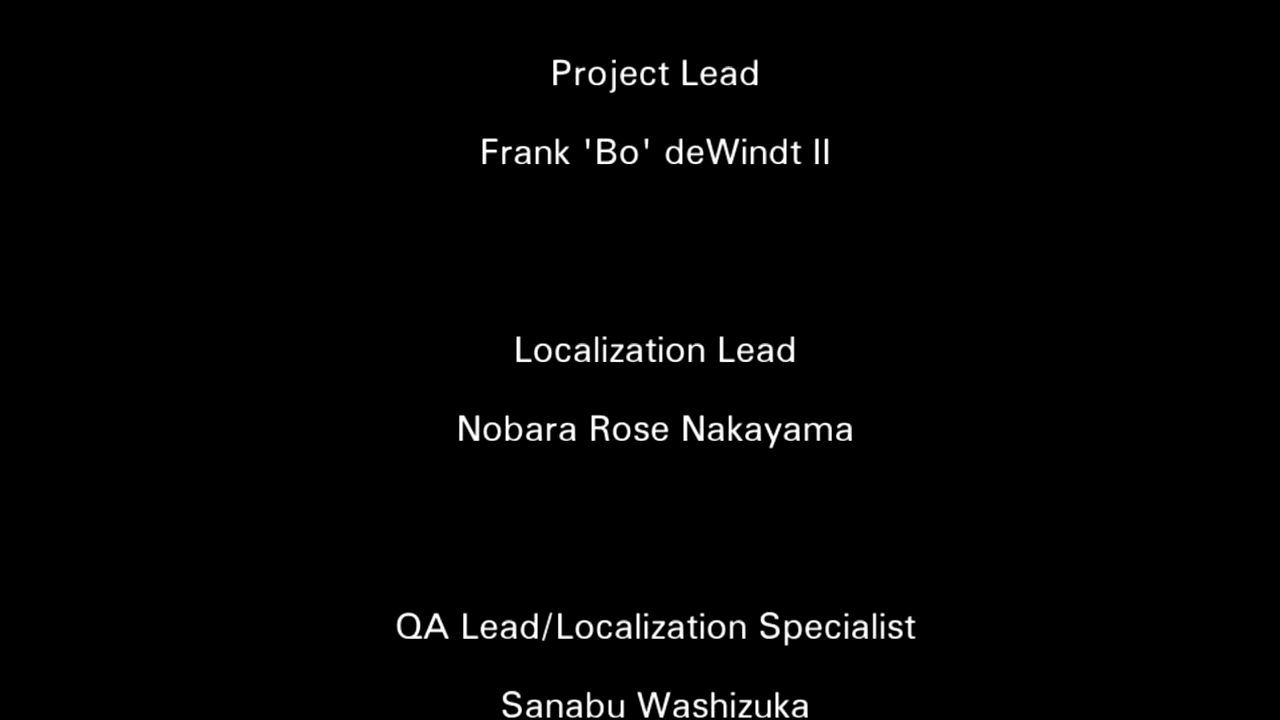 Project Lead
Frank 'Bo' deWindt II
Localization Lead
Nobara Rose Nakayama
QA Lead/Localization Specialist
Sanabu Washizuka